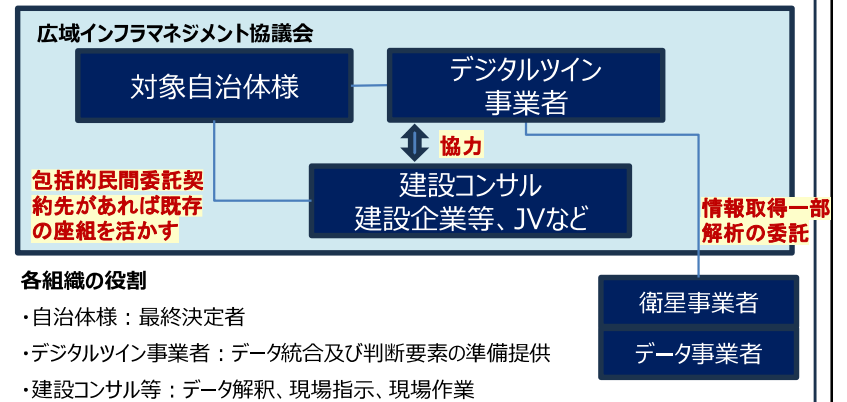 広域インフラマネジメント協議会
対象自治体様
デジタルツイン
事業者
協力
包括的民間委託契
約先があれば既存
の座組を活かす
建設コンサル
建設企業等、JVなど
情報取得一部
解析の委託
衛星事業者
データ事業者
各組織の役割
・自治体様：最終決定者
・デジタルツイン事業者：データ統合及び判断要素の準備提供
・建設コンサル等：データ解釈、現場指示、現場作業